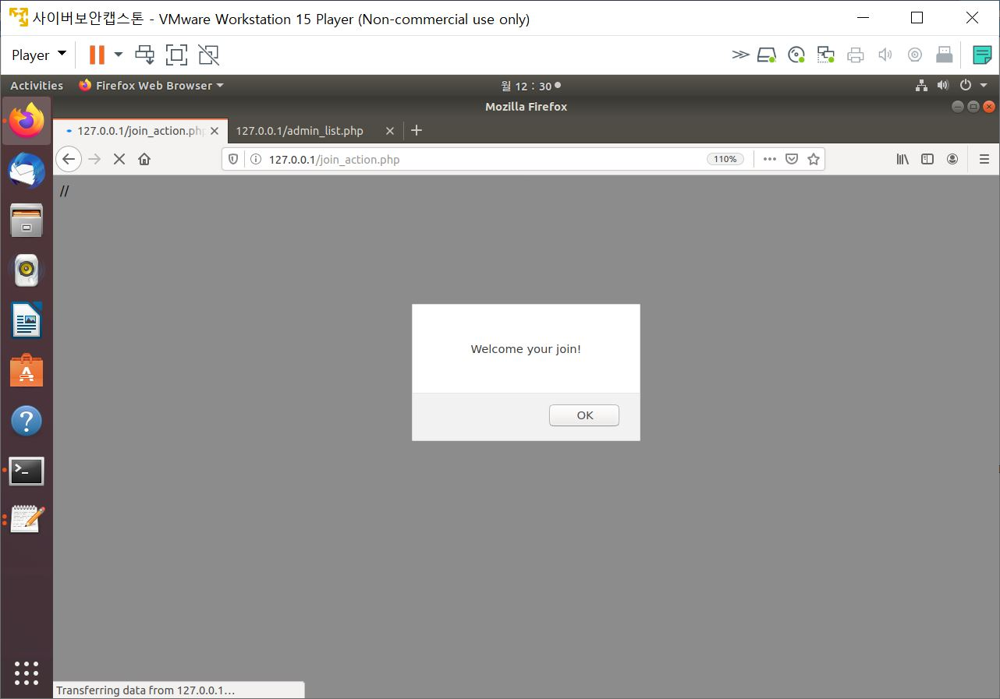 사이버보안캡스톤 - VMware Workstation 15 Player (Non-commercial use only)
Player
Activities Firefox Web Browser 월 12 : 30
Mozilla Firefox
127.0.0.1/join_action.php 127.0.0.1/admin_list.php
127.0.0.1/join_action.php 110%
//
Welcome your join!
OK
Transferring data from 127.0.0.1…